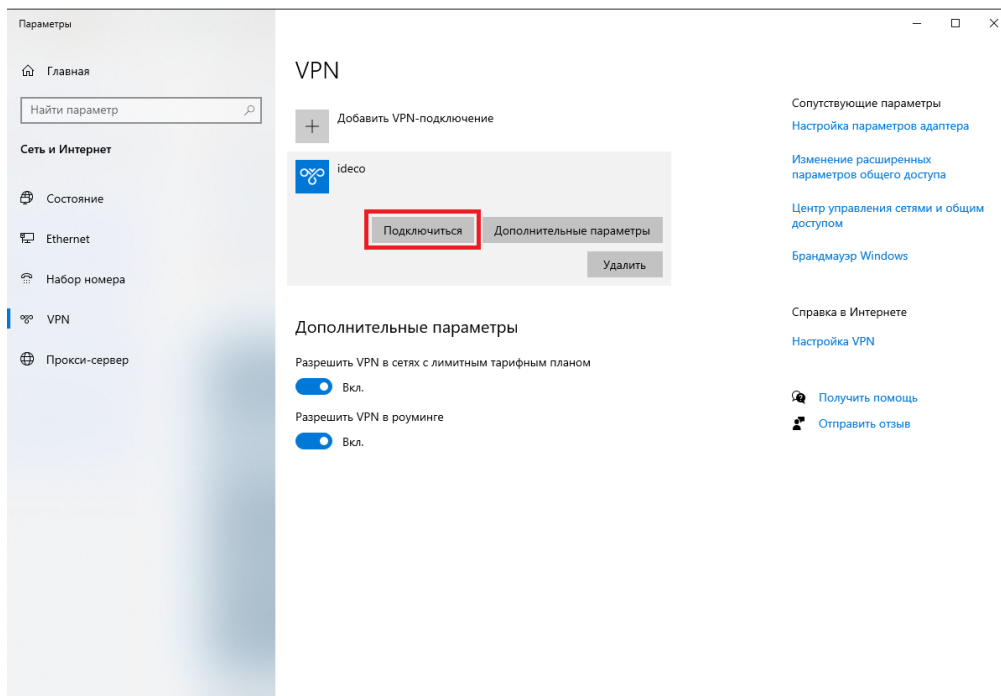 Параметры
Главная
Найти параметр
Сеть и Интернет
Состояние
Ethernet
Набор номера
VPN
Прокси-сервер
VPN
Добавить VPN-подключение
ideco
Подключиться
Дополнительные параметры
Удалить
Дополнительные параметры
Разрешить VPN в сетях с лимитным тарифным планом
Вкл.
Разрешить VPN в роуминге
Вкл.
Сопутствующие параметры
Настройка параметров адаптера
Изменение расширенных
параметров общего доступа
Центр управления сетями и общим
доступом
Брандмауэр Windows
Справка в Интернете
Настройка VPN
Получить помощь
Отправить отзыв